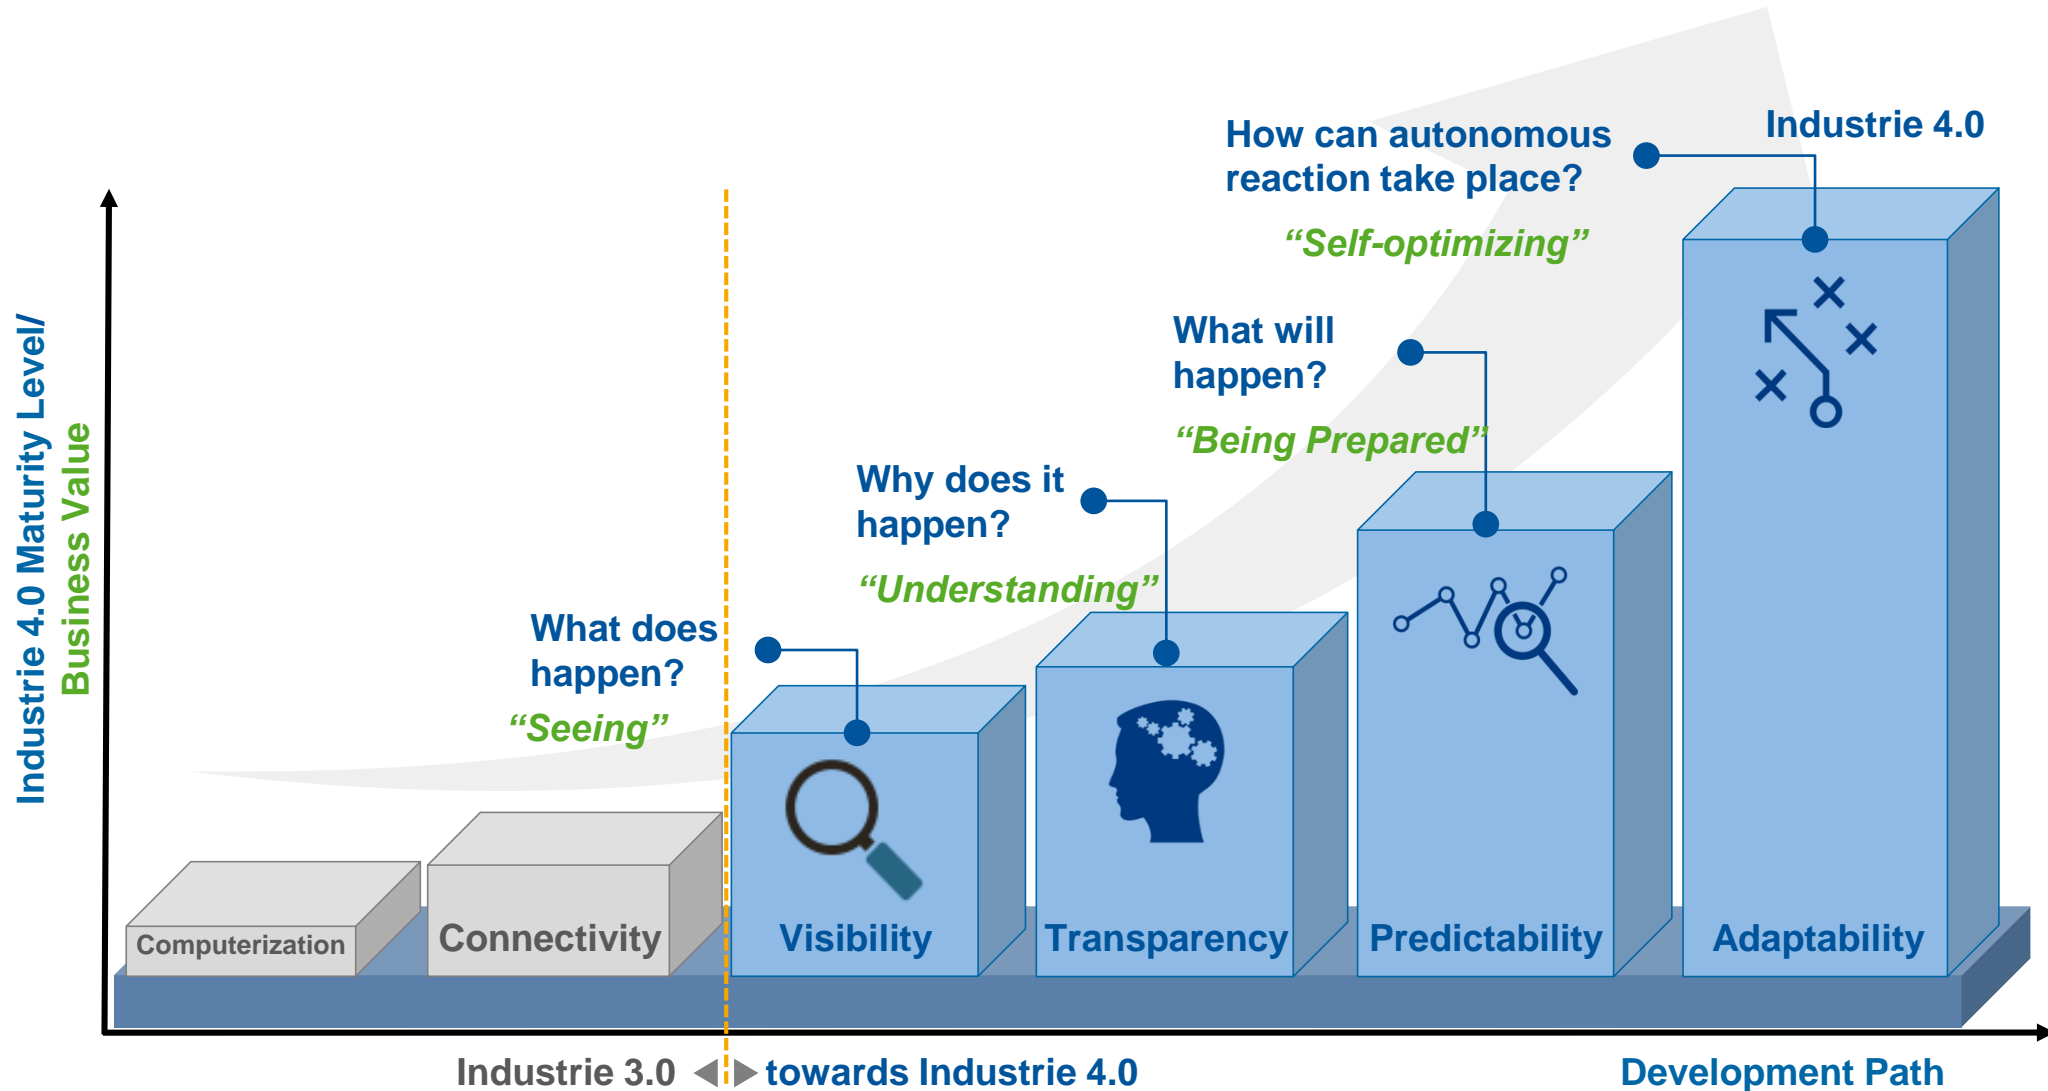 Industrie 4.0 Maturity Level/
Business Value
How can autonomous
reaction take place?
“Self-optimizing”
Industrie 4.0
What will
happen?
“Being Prepared”
Why does it
happen?
“Understanding”
What does
happen?
“Seeing”
Computerization
Connectivity
Visibility
Transparency
Predictability
Adaptability
Industrie 3.0
towards Industrie 4.0
Development Path